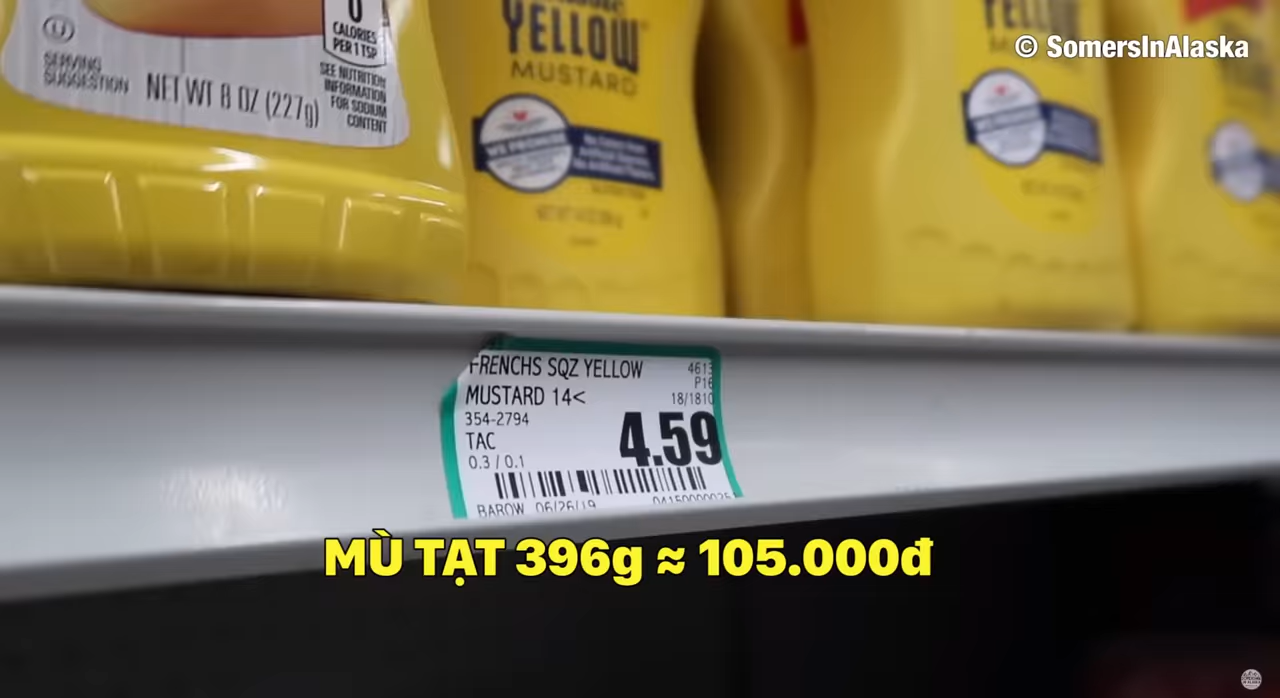 © SomersInAlaska
0
CALORIES
PER 1 TSP
SEE NUTRITION
INFORMATION
FOR SODIUM
CONTENT
SERVING
SUGGESTION
NET WT 8 OZ (227g)
YELLOW
MUSTARD
YELLOW
FRENCHS SQZ YELLOW
MUSTARD 14<
354-2794
TAC
0.3 / 0.1
4613
P16
18/1810
4.59
BAROW 06/26/19
MÙ TẠT 396g ≈ 105.000đ